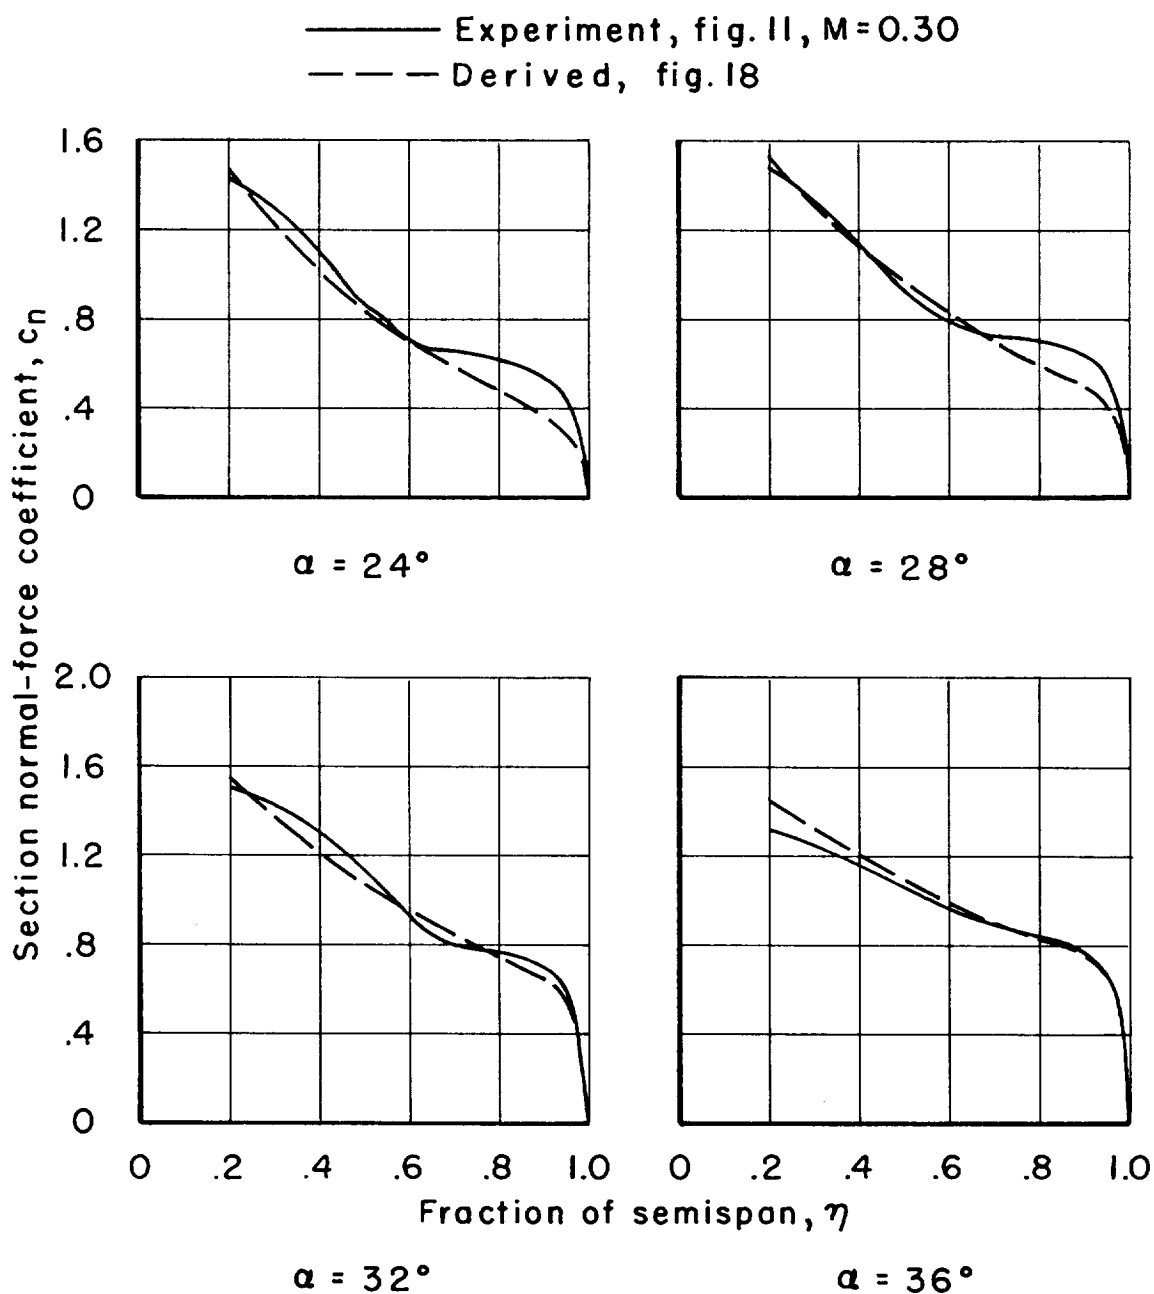 Experiment, fig. 11, M=0.30
Derived, fig. 18
Section normal-force coefficient, cn
1.6
1.2
.8
.4
0
α = 24°
α = 28°
2.0
1.6
1.2
.8
.4
0
0 .2 .4 .6 .8 1.0
0 .2 .4 .6 .8 1.0
Fraction of semispan, η
α = 32°
α = 36°